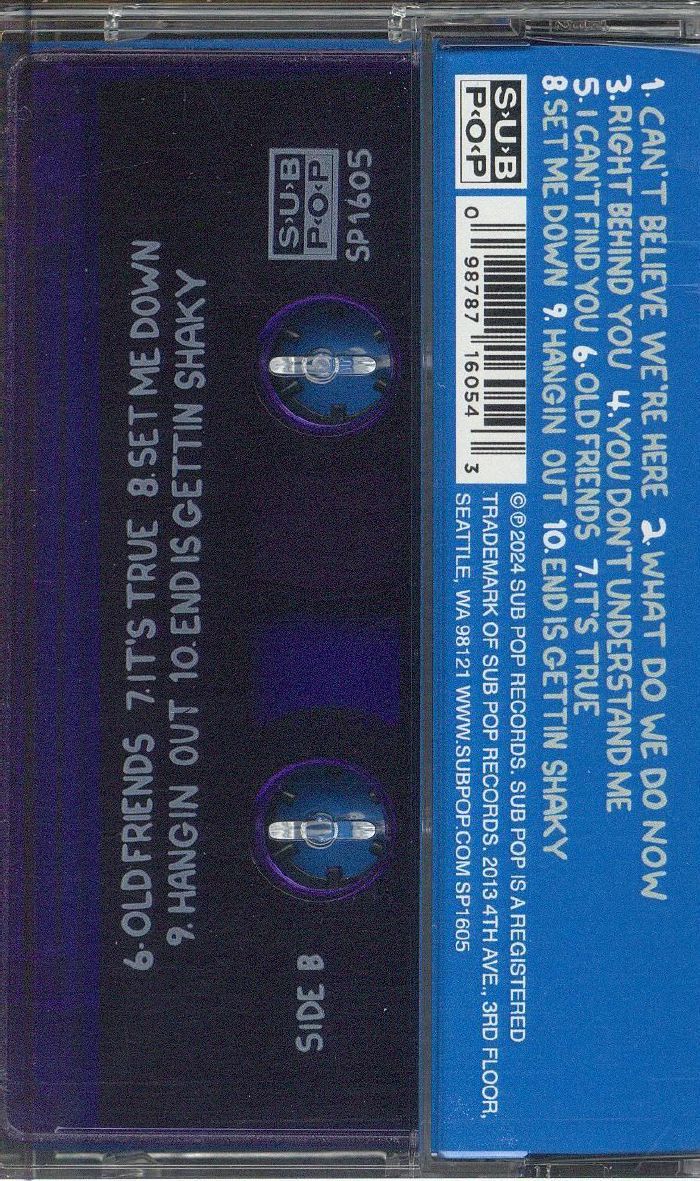 1. CAN'T BELIEVE WE'RE HERE 2. WHAT DO WE DO NOW
3. RIGHT BEHIND YOU 4. YOU DON'T UNDERSTAND ME
5. I CAN'T FIND YOU 6. OLD FRIENDS 7. IT'S TRUE
8. SET ME DOWN 9. HANGIN OUT 10. END IS GETTIN SHAKY
S›U›B
P‹O‹P
0 98787 16054 3
©℗2024 SUB POP RECORDS. SUB POP IS A REGISTERED
TRADEMARK OF SUB POP RECORDS. 2013 4TH AVE., 3RD FLOOR,
SEATTLE, WA 98121 WWW.SUBPOP.COM SP1605
6. OLD FRIENDS 7. IT'S TRUE 8. SET ME DOWN
9. HANGIN OUT 10. END IS GETTIN SHAKY
S›U›B
P‹O‹P
SP1605
SIDE B